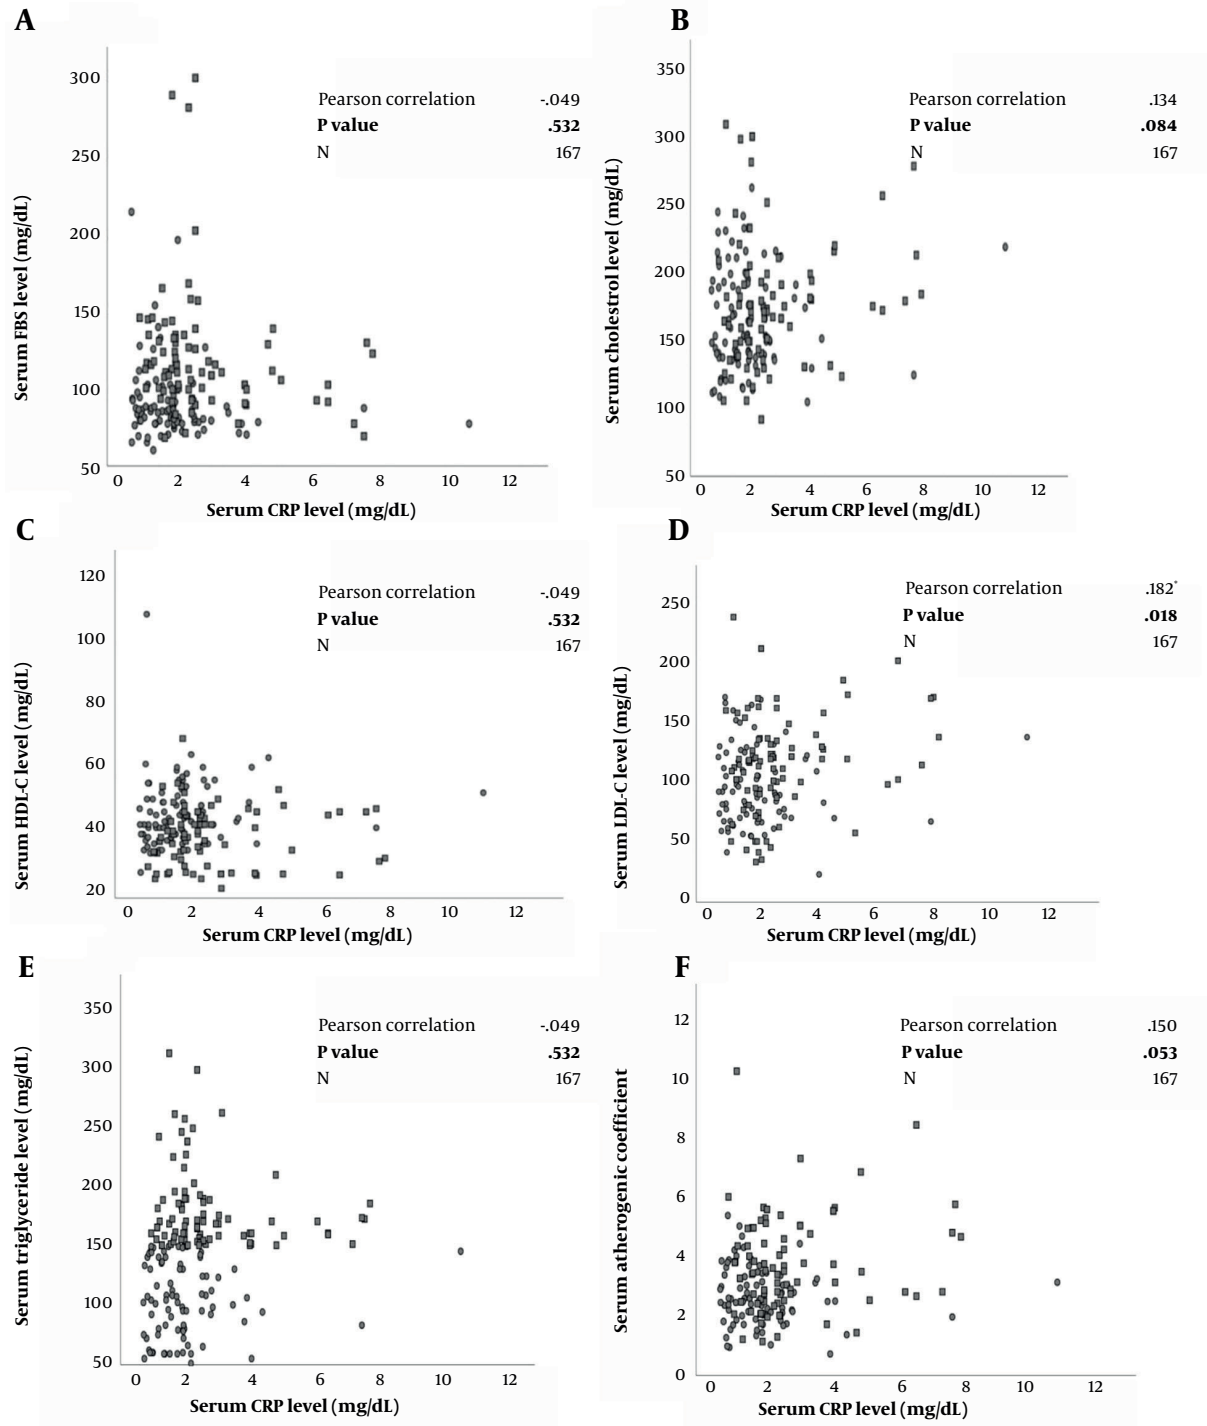 A
300
250
200
150
100
50
0 2 4 6 8 10 12
Serum FBS level (mg/dL)
Serum CRP level (mg/dL)
Pearson correlation -.049
P value .532
N 167
B
350
300
250
200
150
100
50
0 2 4 6 8 10 12
Serum cholestrol level (mg/dL)
Serum CRP level (mg/dL)
Pearson correlation .134
P value .084
N 167
C
120
100
80
60
40
20
0 2 4 6 8 10 12
Serum HDL-C level (mg/dL)
Serum CRP level (mg/dL)
Pearson correlation -.049
P value .532
N 167
D
250
200
150
100
50
0
0 2 4 6 8 10 12
Serum LDL-C level (mg/dL)
Serum CRP level (mg/dL)
Pearson correlation .182*
P value .018
N 167
E
350
300
250
200
150
100
50
0 2 4 6 8 10 12
Serum triglyceride level (mg/dL)
Serum CRP level (mg/dL)
Pearson correlation -.049
P value .532
N 167
F
12
10
8
6
4
2
0
0 2 4 6 8 10 12
Serum atherogenic coefficient
Serum CRP level (mg/dL)
Pearson correlation .150
P value .053
N 167